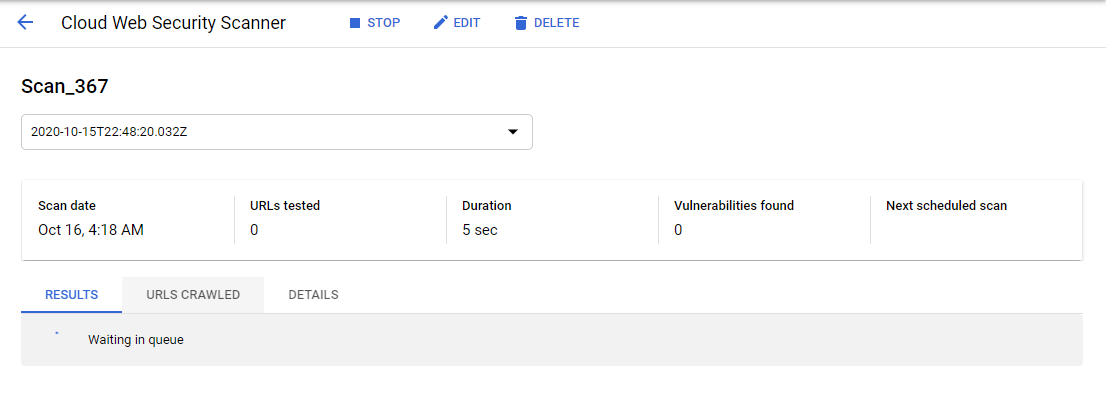 Cloud Web Security Scanner STOP EDIT DELETE
Scan_367
2020-10-15T22:48:20.032Z
Scan date URLs tested Duration Vulnerabilities found Next scheduled scan
Oct 16, 4:18 AM 0 5 sec 0
RESULTS URLS CRAWLED DETAILS
Waiting in queue